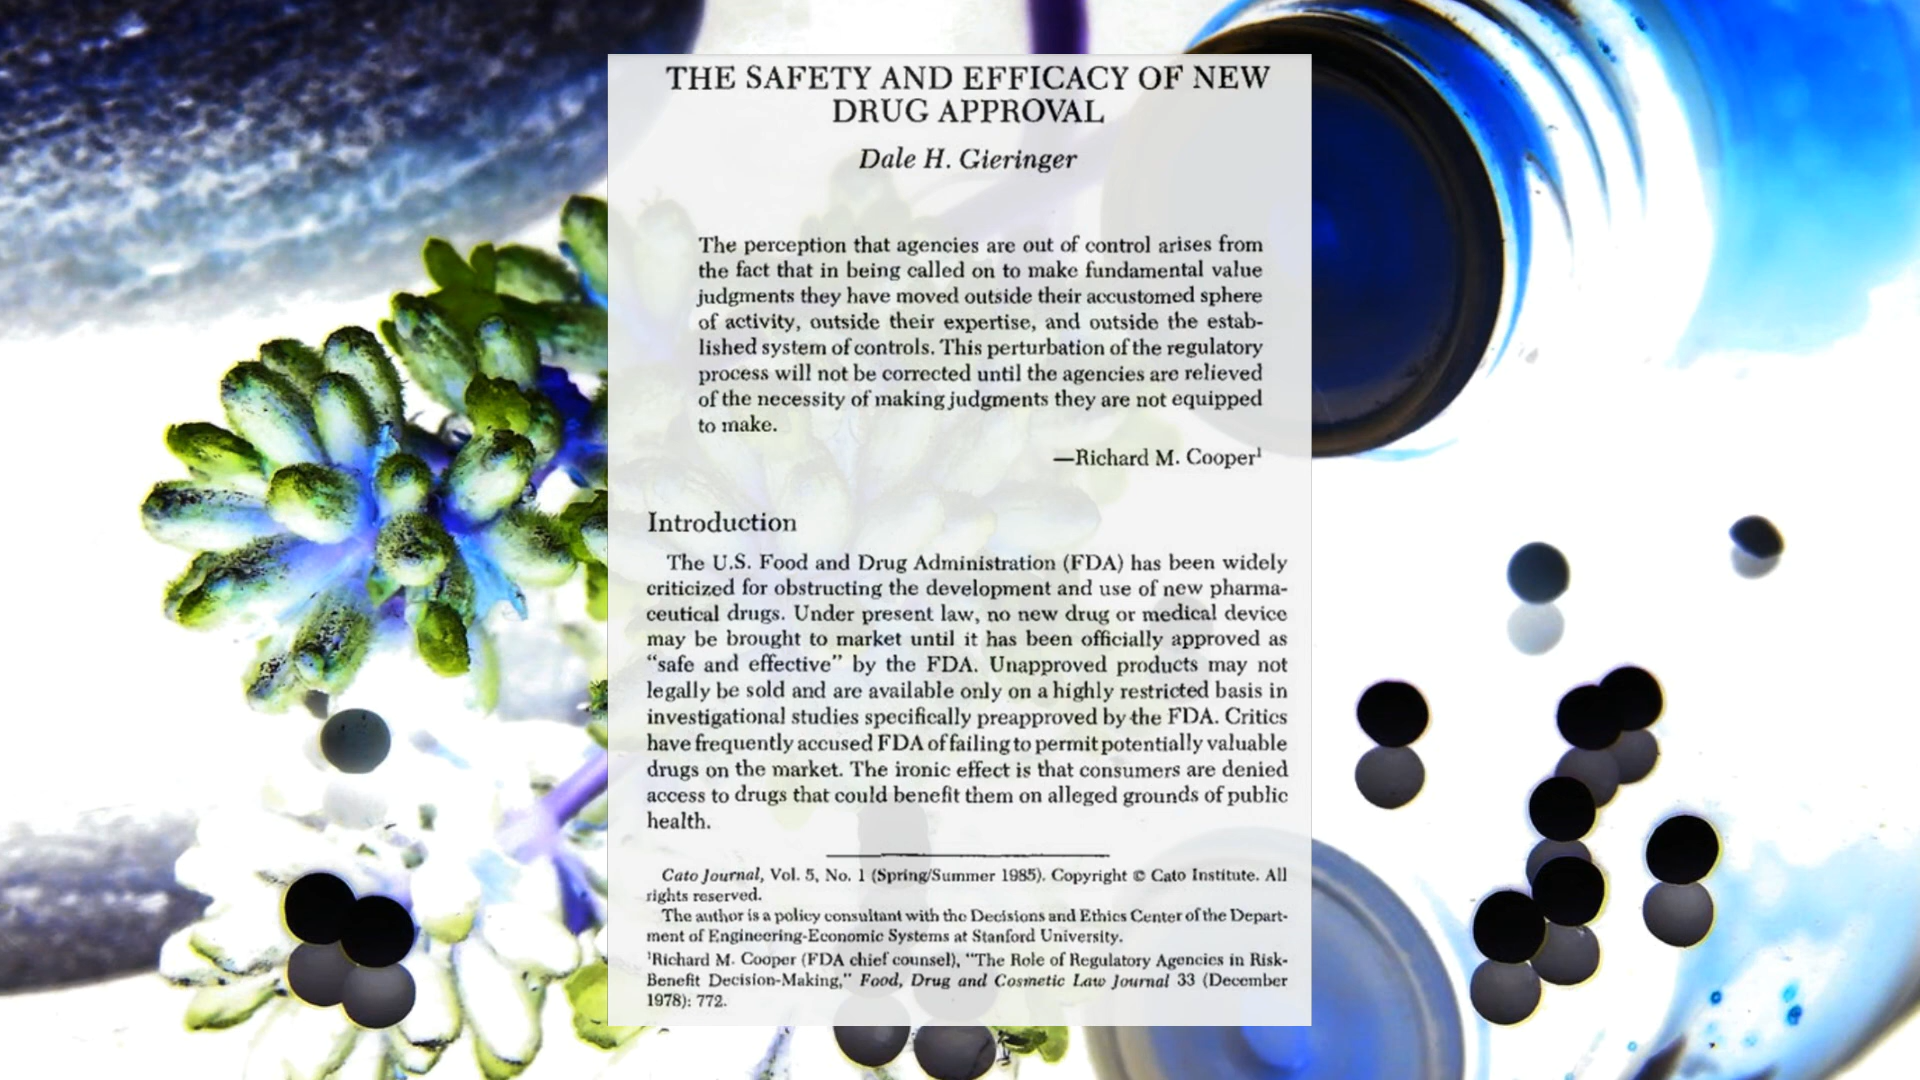 THE SAFETY AND EFFICACY OF NEW
DRUG APPROVAL
Dale H. Gieringer
The perception that agencies are out of control arises from
the fact that in being called on to make fundamental value
judgments they have moved outside their accustomed sphere
of activity, outside their expertise, and outside the estab-
lished system of controls. This perturbation of the regulatory
process will not be corrected until the agencies are relieved
of the necessity of making judgments they are not equipped
to make.
—Richard M. Cooper¹
Introduction
The U.S. Food and Drug Administration (FDA) has been widely
criticized for obstructing the development and use of new pharma-
ceutical drugs. Under present law, no new drug or medical device
may be brought to market until it has been officially approved as
“safe and effective” by the FDA. Unapproved products may not
legally be sold and are available only on a highly restricted basis in
investigational studies specifically preapproved by the FDA. Critics
have frequently accused FDA of failing to permit potentially valuable
drugs on the market. The ironic effect is that consumers are denied
access to drugs that could benefit them on alleged grounds of public
health.
Cato Journal, Vol. 5, No. 1 (Spring/Summer 1985). Copyright © Cato Institute. All
rights reserved.
The author is a policy consultant with the Decisions and Ethics Center of the Depart-
ment of Engineering-Economic Systems at Stanford University.
¹Richard M. Cooper (FDA chief counsel), “The Role of Regulatory Agencies in Risk-
Benefit Decision-Making,” Food, Drug and Cosmetic Law Journal 33 (December
1978): 772.